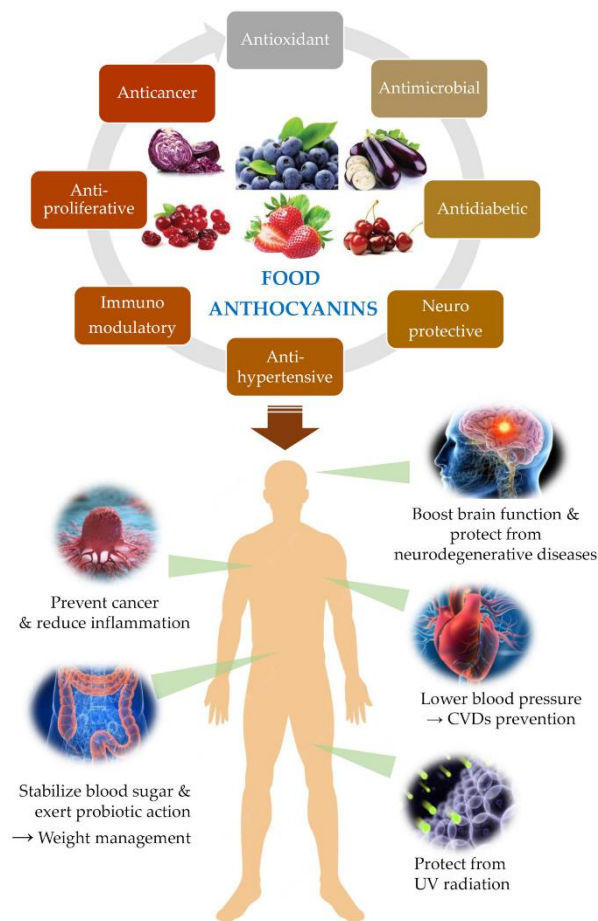 Antioxidant
Anticancer
Antimicrobial
Anti-
proliferative
Antidiabetic
FOOD
ANTHOCYANINS
Immuno
modulatory
Neuro
protective
Anti-
hypertensive
Boost brain function &
protect from
neurodegenerative diseases
Prevent cancer
& reduce inflammation
Lower blood pressure
→ CVDs prevention
Stabilize blood sugar &
exert probiotic action
→ Weight management
Protect from
UV radiation